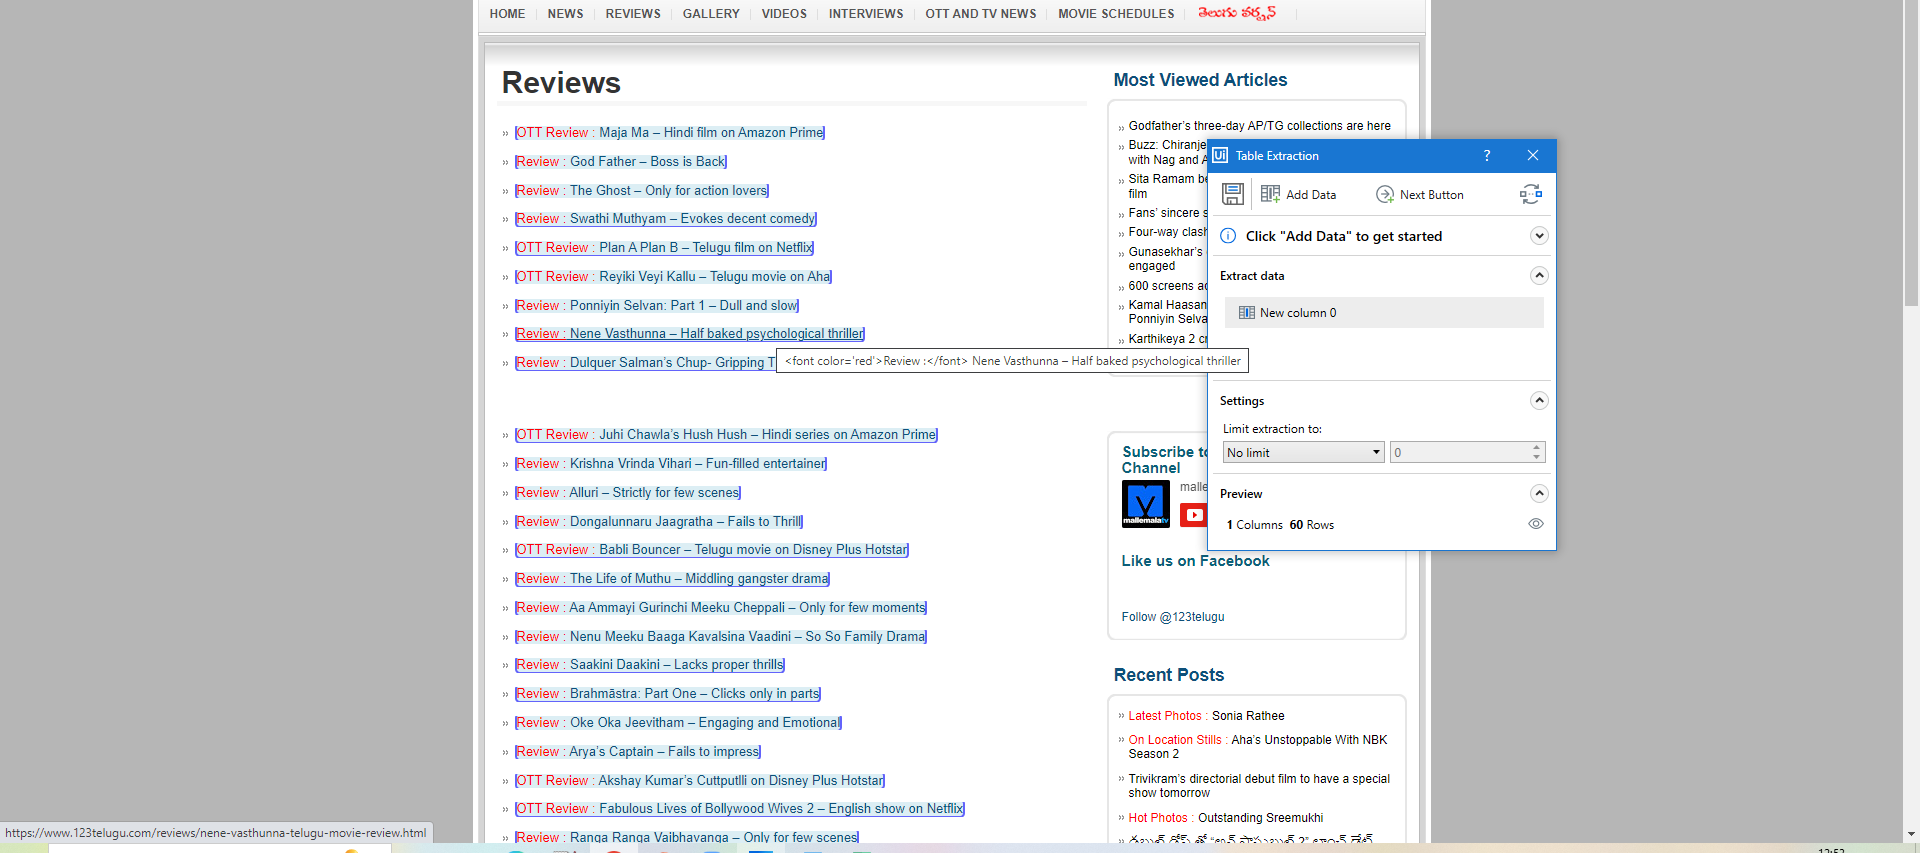 HOME NEWS REVIEWS GALLERY VIDEOS INTERVIEWS OTT AND TV NEWS MOVIE SCHEDULES తెలుగు వర్షన్
Reviews
OTT Review : Maja Ma – Hindi film on Amazon Prime
Review : God Father – Boss is Back
Review : The Ghost – Only for action lovers
Review : Swathi Muthyam – Evokes decent comedy
OTT Review : Plan A Plan B – Telugu film on Netflix
OTT Review : Reyiki Veyi Kallu – Telugu movie on Aha
Review : Ponniyin Selvan: Part 1 – Dull and slow
Review : Nene Vasthunna – Half baked psychological thriller
Review : Dulquer Salman’s Chup- Gripping T
<font color='red'>Review :</font> Nene Vasthunna – Half baked psychological thriller
OTT Review : Juhi Chawla’s Hush Hush – Hindi series on Amazon Prime
Review : Krishna Vrinda Vihari – Fun-filled entertainer
Review : Alluri – Strictly for few scenes
Review : Dongalunnaru Jaagratha – Fails to Thrill
OTT Review : Babli Bouncer – Telugu movie on Disney Plus Hotstar
Review : The Life of Muthu – Middling gangster drama
Review : Aa Ammayi Gurinchi Meeku Cheppali – Only for few moments
Review : Nenu Meeku Baaga Kavalsina Vaadini – So So Family Drama
Review : Saakini Daakini – Lacks proper thrills
Review : Brahmāstra: Part One – Clicks only in parts
Review : Oke Oka Jeevitham – Engaging and Emotional
Review : Arya’s Captain – Fails to impress
OTT Review : Akshay Kumar’s Cuttputlli on Disney Plus Hotstar
OTT Review : Fabulous Lives of Bollywood Wives 2 – English show on Netflix
Review : Ranga Ranga Vaibhavanga – Only for few scenes
https://www.123telugu.com/reviews/nene-vasthunna-telugu-movie-review.html
Most Viewed Articles
Godfather’s three-day AP/TG collections are here
Buzz: Chiranje
with Nag and A
Sita Ramam be
film
Fans’ sincere s
Four-way clash
Gunasekhar’s
engaged
600 screens a
Kamal Haasan
Ponniyin Selva
Karthikeya 2 c
Subscribe to
Channel
mallemalatv
malle
Like us on Facebook
Follow @123telugu
Recent Posts
Latest Photos : Sonia Rathee
On Location Stills : Aha’s Unstoppable With NBK
Season 2
Trivikram’s directorial debut film to have a special
show tomorrow
Hot Photos : Outstanding Sreemukhi
Ui Table Extraction ?
Add Data Next Button
Click "Add Data" to get started
Extract data
New column 0
Settings
Limit extraction to:
No limit 0
Preview
1 Columns 60 Rows